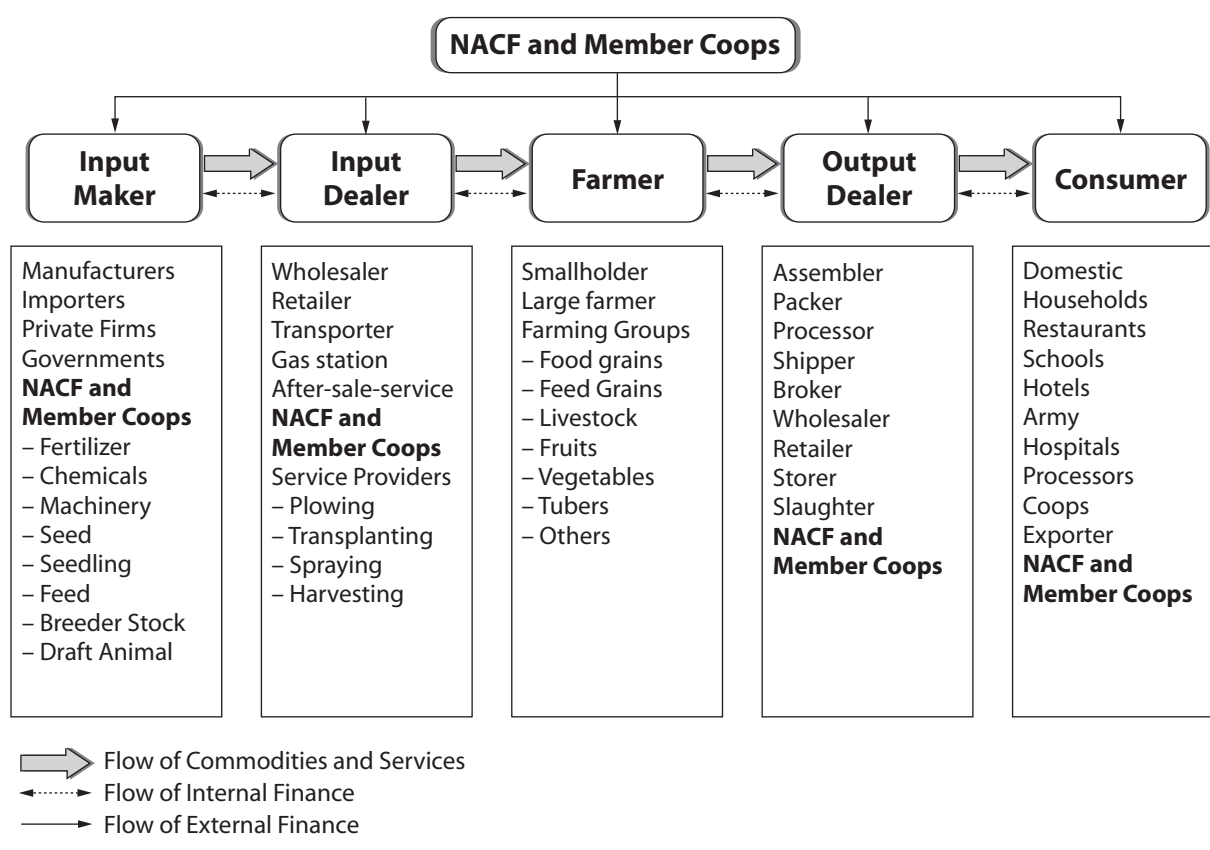 NACF and Member Coops
Input
Maker
Input
Dealer
Farmer
Output
Dealer
Consumer
Manufacturers
Importers
Private Firms
Governments
NACF and
Member Coops
– Fertilizer
– Chemicals
– Machinery
– Seed
– Seedling
– Feed
– Breeder Stock
– Draft Animal
Wholesaler
Retailer
Transporter
Gas station
After-sale-service
NACF and
Member Coops
Service Providers
– Plowing
– Transplanting
– Spraying
– Harvesting
Smallholder
Large farmer
Farming Groups
– Food grains
– Feed Grains
– Livestock
– Fruits
– Vegetables
– Tubers
– Others
Assembler
Packer
Processor
Shipper
Broker
Wholesaler
Retailer
Storer
Slaughter
NACF and
Member Coops
Domestic
Households
Restaurants
Schools
Hotels
Army
Hospitals
Processors
Coops
Exporter
NACF and
Member Coops
Flow of Commodities and Services
Flow of Internal Finance
Flow of External Finance